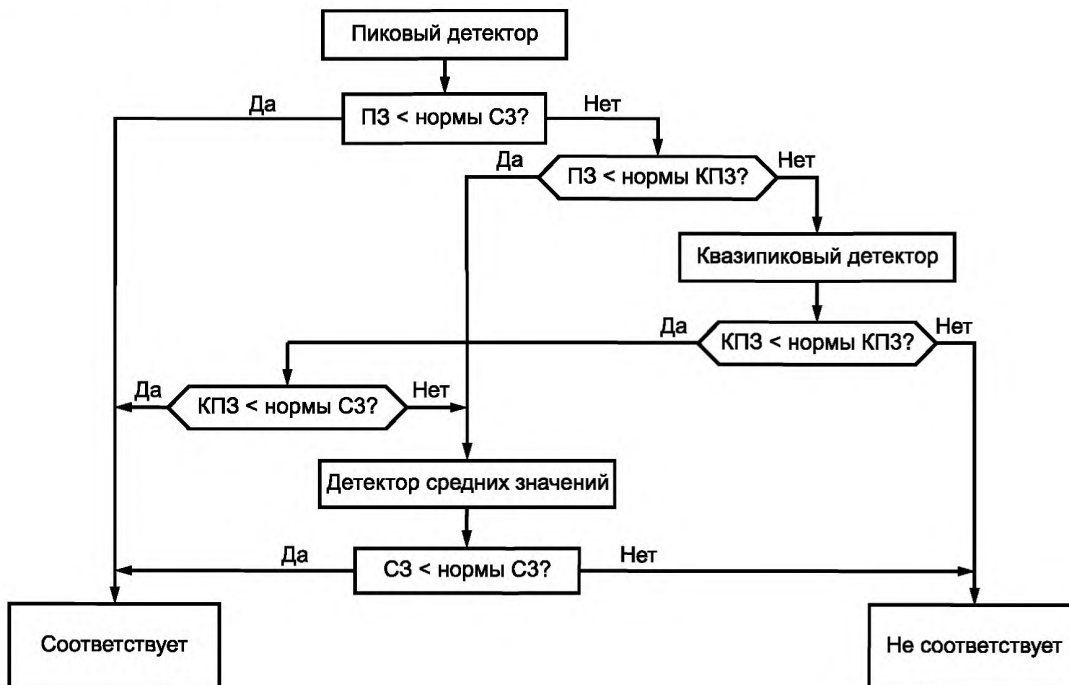 Пиковый детектор
Да
ПЗ < нормы СЗ?
Нет
Да
ПЗ < нормы КПЗ?
Нет
Квазипиковый детектор
Да
КПЗ < нормы КПЗ?
Нет
Да
КПЗ < нормы СЗ?
Нет
Детектор средних значений
Да
СЗ < нормы СЗ?
Нет
Соответствует
Не соответствует